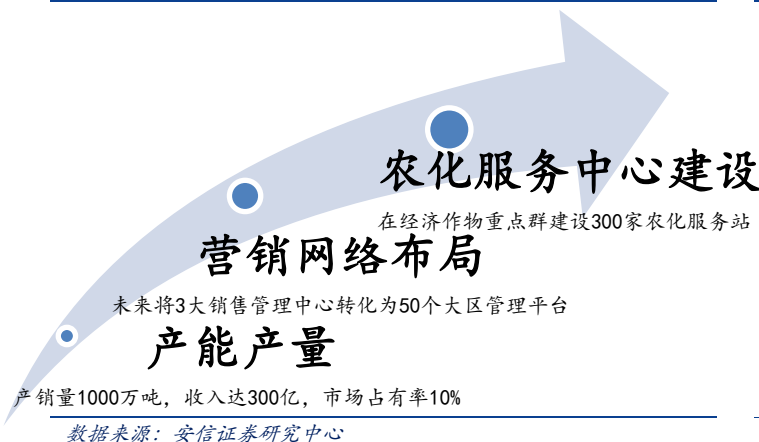 农化服务中心建设
在经济作物重点群建设300家农化服务站
营销网络布局
未来将3大销售管理中心转化为50个大区管理平台
产能产量
产销量1000万吨，收入达300亿，市场占有率10%
数据来源：安信证券研究中心